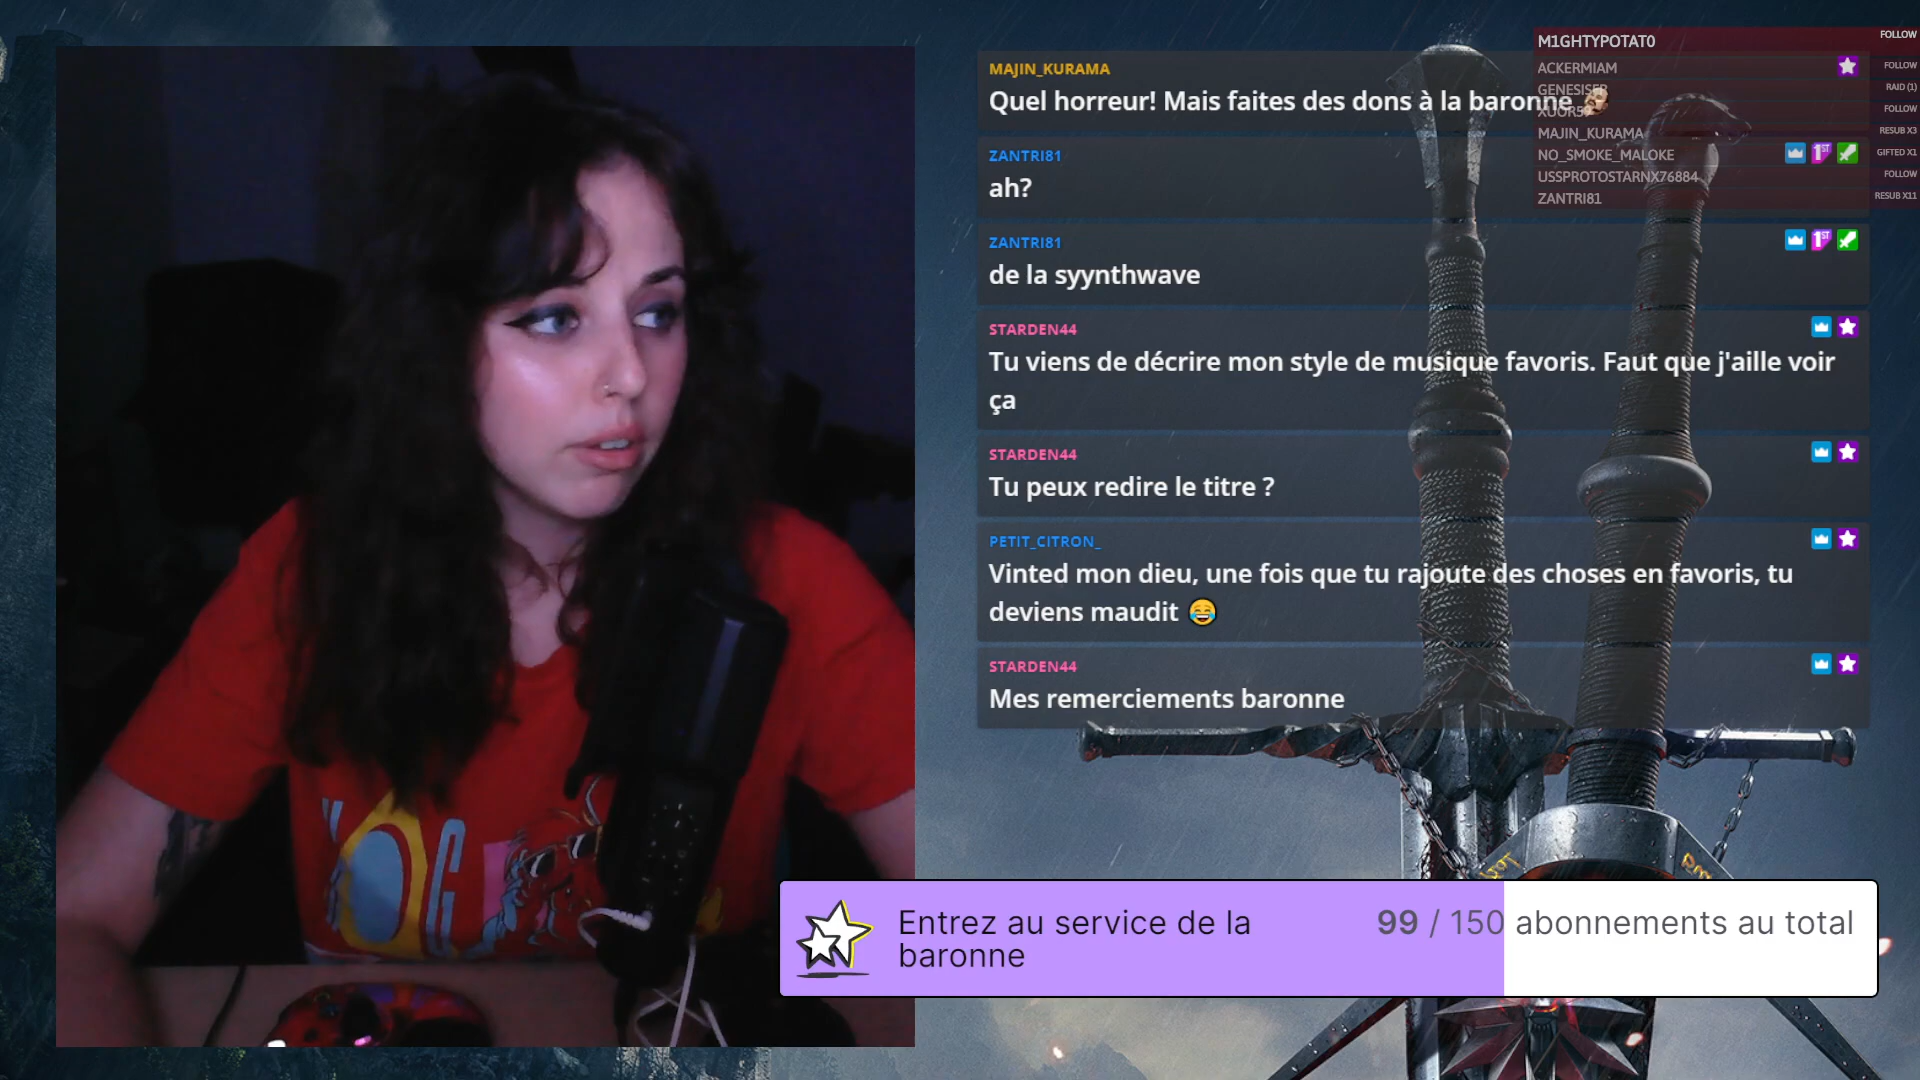 MAJIN_KURAMA
Quel horreur! Mais faites des dons à la baronne
ZANTRI81
ah?
ZANTRI81
de la syynthwave
STARDEN44
Tu viens de décrire mon style de musique favoris. Faut que j'aille voir
ça
STARDEN44
Tu peux redire le titre ?
PETIT_CITRON_
Vinted mon dieu, une fois que tu rajoute des choses en favoris, tu
deviens maudit 😂
STARDEN44
Mes remerciements baronne
M1GHTYPOTAT0 FOLLOW
ACKERMIAM FOLLOW
GENESISER RAID (1)
FOLLOW
MAJIN_KURAMA RESUB X3
NO_SMOKE_MALOKE GIFTED X1
USSPROTOSTARNX76884 FOLLOW
ZANTRI81 RESUB X11
1ST
1ST
Entrez au service de la
baronne
99 / 150 abonnements au total